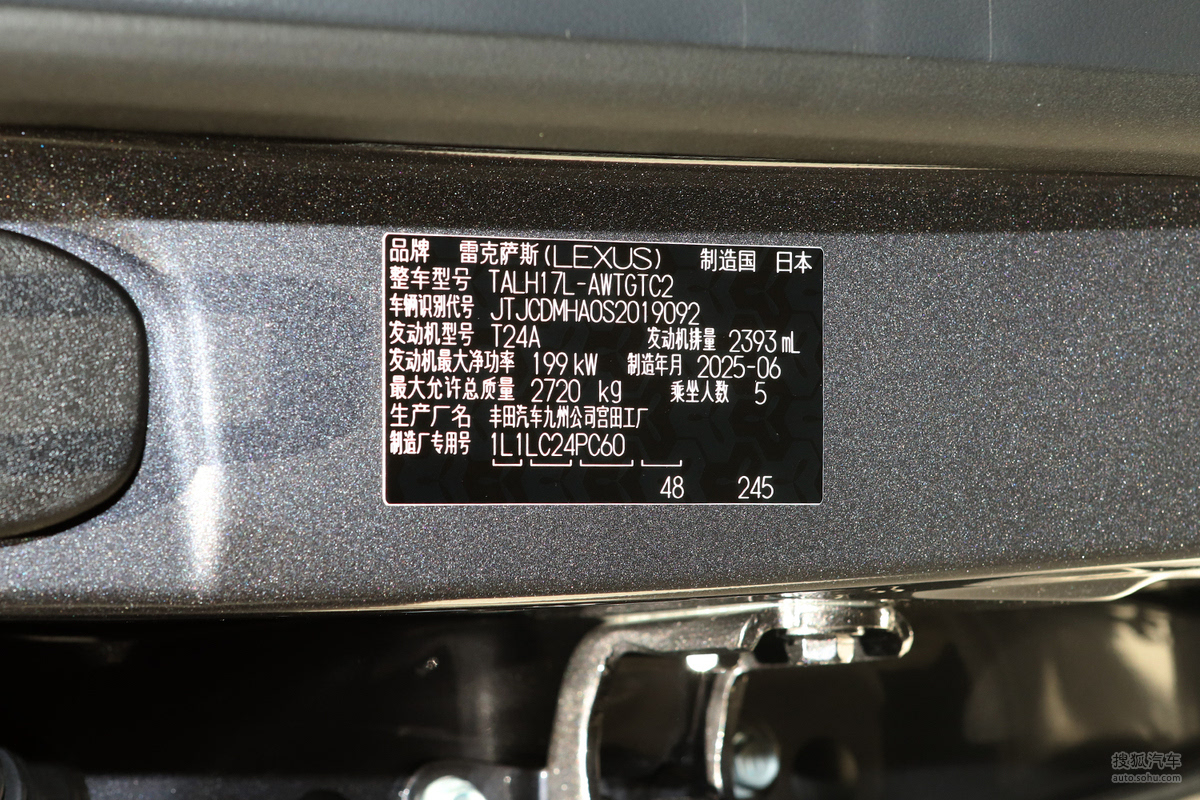 品牌 雷克萨斯(LEXUS) 制造国 日本
整车型号 TALH17L-AWTGTC2
车辆识别代号 JTJCDMHA0S2019092
发动机型号 T24A 发动机排量 2393 mL
发动机最大净功率 199 kW 制造年月 2025-06
最大允许总质量 2720 kg 乘坐人数 5
生产厂名 丰田汽车九州公司宫田工厂
制造厂专用号 1L1LC24PC60
48 245
搜狐汽车
auto.sohu.com